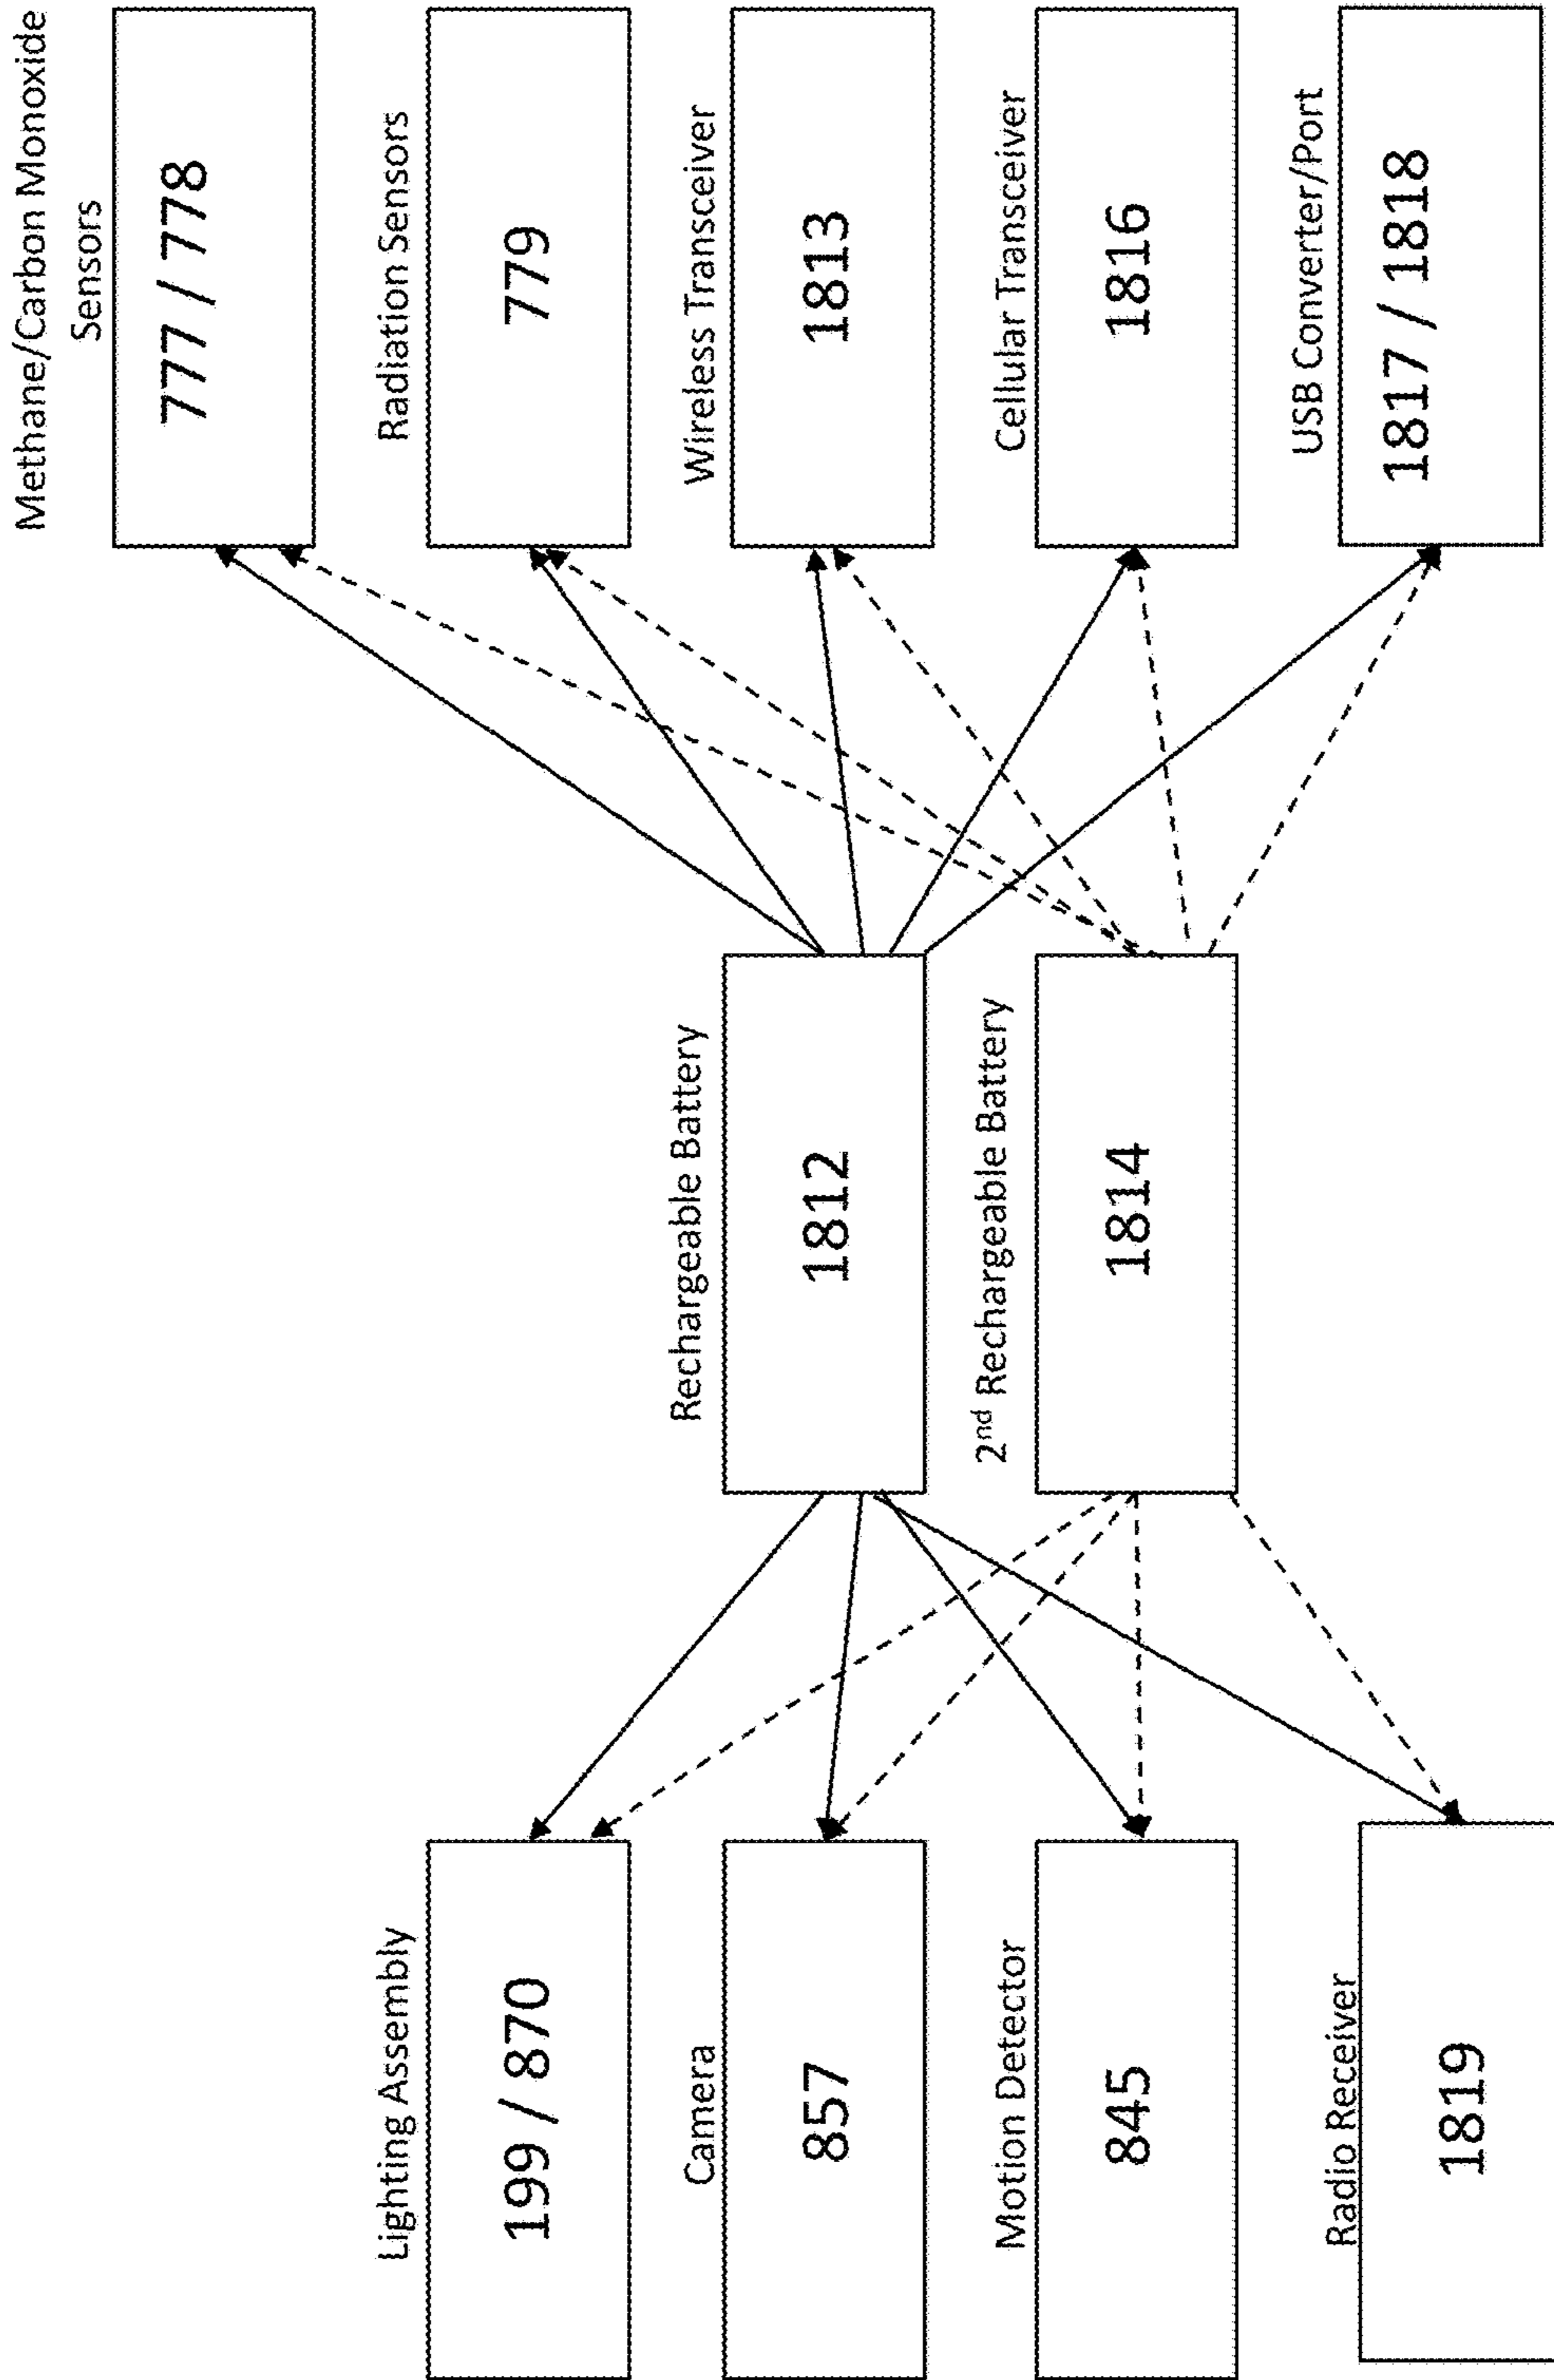 Methane/Carbon Monoxide
Sensors
777 / 778
Lighting Assembly
199 / 870
Radiation Sensors
779
Rechargeable Battery
1812
Camera
857
Wireless Transceiver
1813
2nd Rechargeable Battery
1814
Motion Detector
845
Cellular Transceiver
1816
Radio Receiver
1819
USB Converter/Port
1817 / 1818